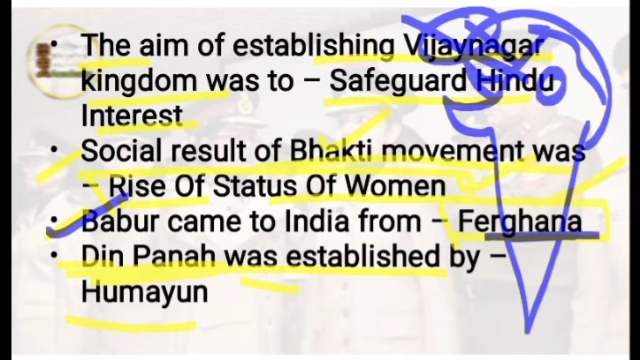 • The aim of establishing Vijaynagar
kingdom was to – Safeguard Hindu
Interest
• Social result of Bhakti movement was
– Rise Of Status Of Women
• Babur came to India from – Ferghana
• Din Panah was established by –
Humayun